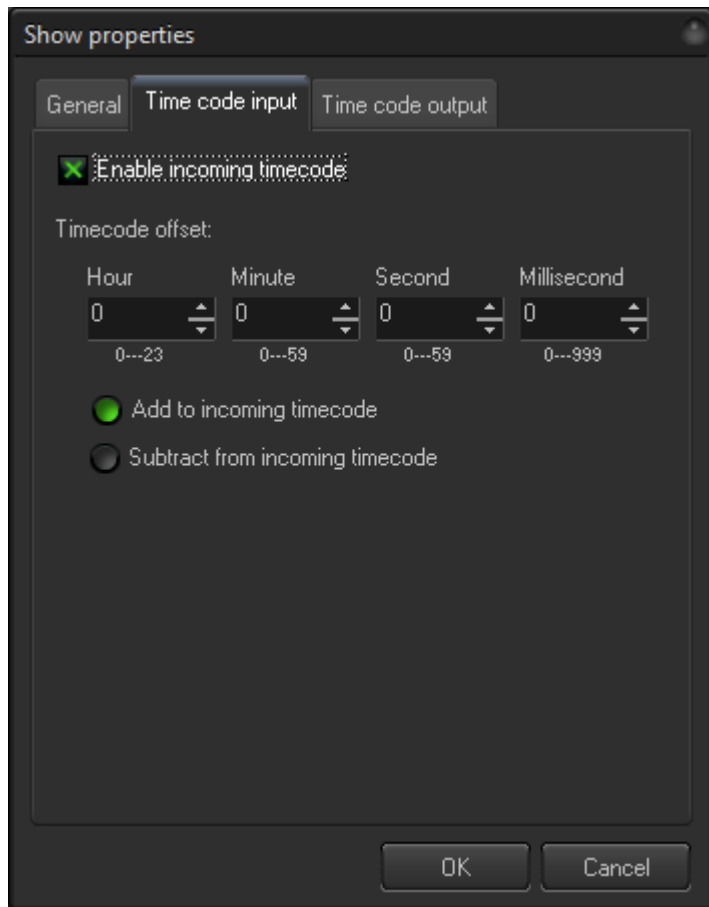 Show properties
General Time code input Time code output
Enable incoming timecode
Timecode offset:
Hour Minute Second Millisecond
0 0 0 0
0---23 0---59 0---59 0---999
Add to incoming timecode
Subtract from incoming timecode
OK Cancel